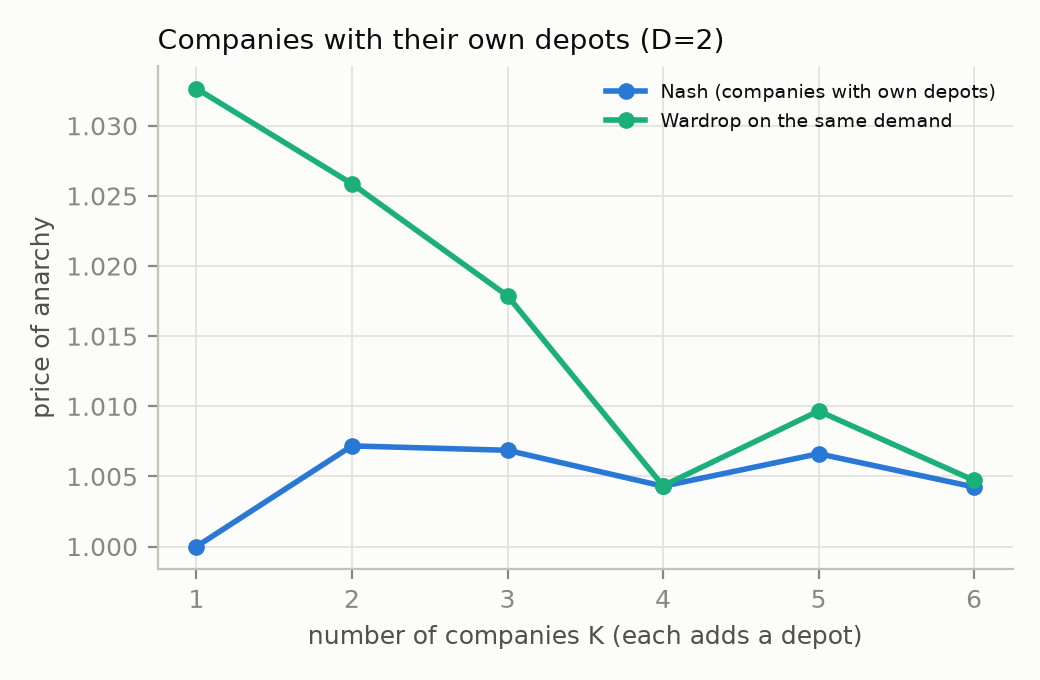 Companies with their own depots (D=2)
Nash (companies with own depots)
Wardrop on the same demand
1.030
1.025
1.020
1.015
1.010
1.005
1.000
price of anarchy
1 2 3 4 5 6
number of companies K (each adds a depot)